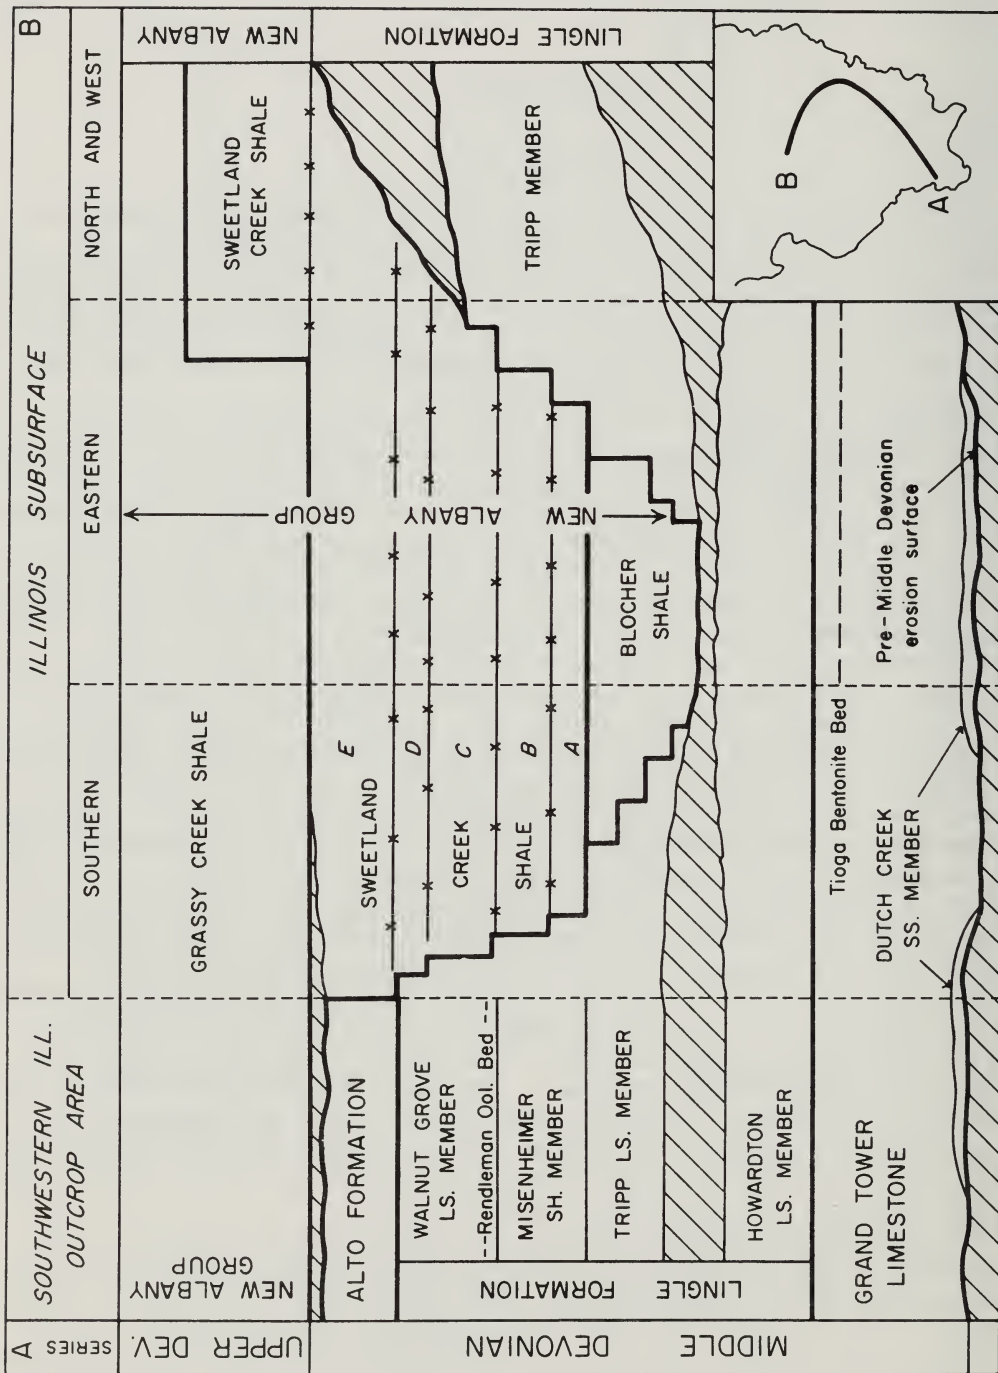 A
SERIES
UPPER DEV.
MIDDLE DEVONIAN
SOUTHWESTERN ILL.
OUTCROP AREA
NEW ALBANY
GROUP
ALTO FORMATION
LINGLE FORMATION
WALNUT GROVE
LS. MEMBER
--Rendleman Ool. Bed--
MISENHEIMER
SH. MEMBER
TRIPP LS. MEMBER
HOWARDTON
LS. MEMBER
GRAND TOWER
LIMESTONE
ILLINOIS SUBSURFACE
B
SOUTHERN
EASTERN
NORTH AND WEST
GRASSY CREEK SHALE
SWEETLAND
CREEK
SHALE
E
D
C
B
A
NEW ALBANY GROUP
BLOCHER
SHALE
SWEETLAND
CREEK SHALE
TRIPP MEMBER
NEW ALBANY
LINGLE FORMATION
Tioga Bentonite Bed
DUTCH CREEK
SS. MEMBER
Pre-Middle Devonian
erosion surface
B
A